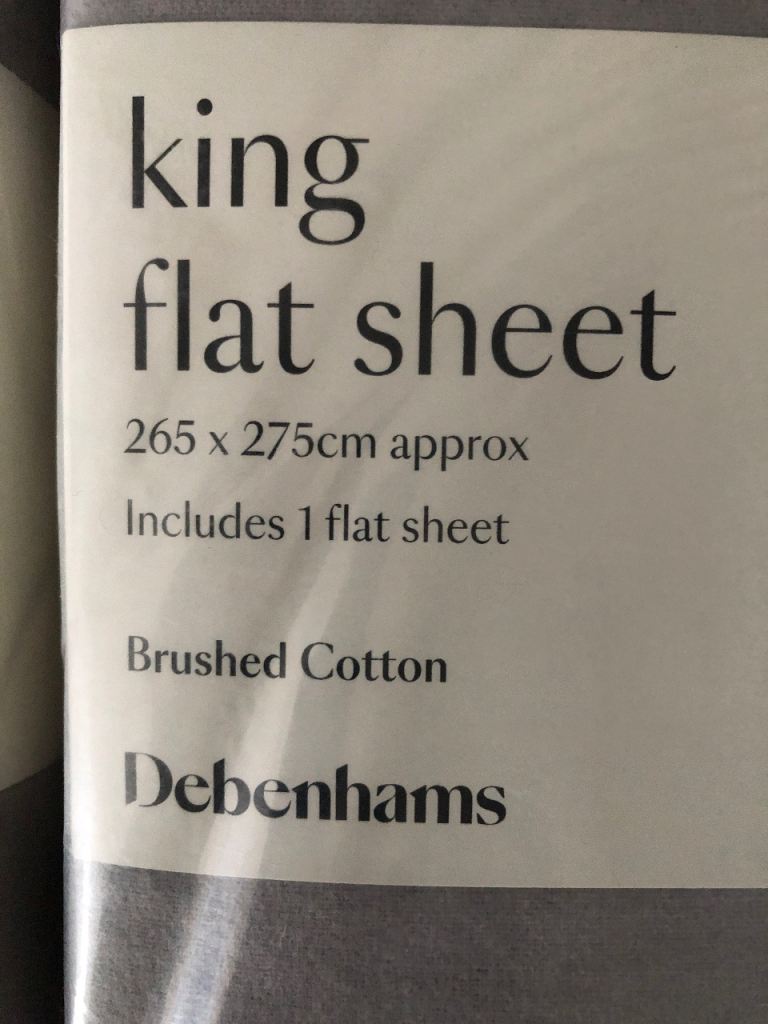 king
flat sheet
265 x 275cm approx
Includes 1 flat sheet
Brushed Cotton
Debenhams